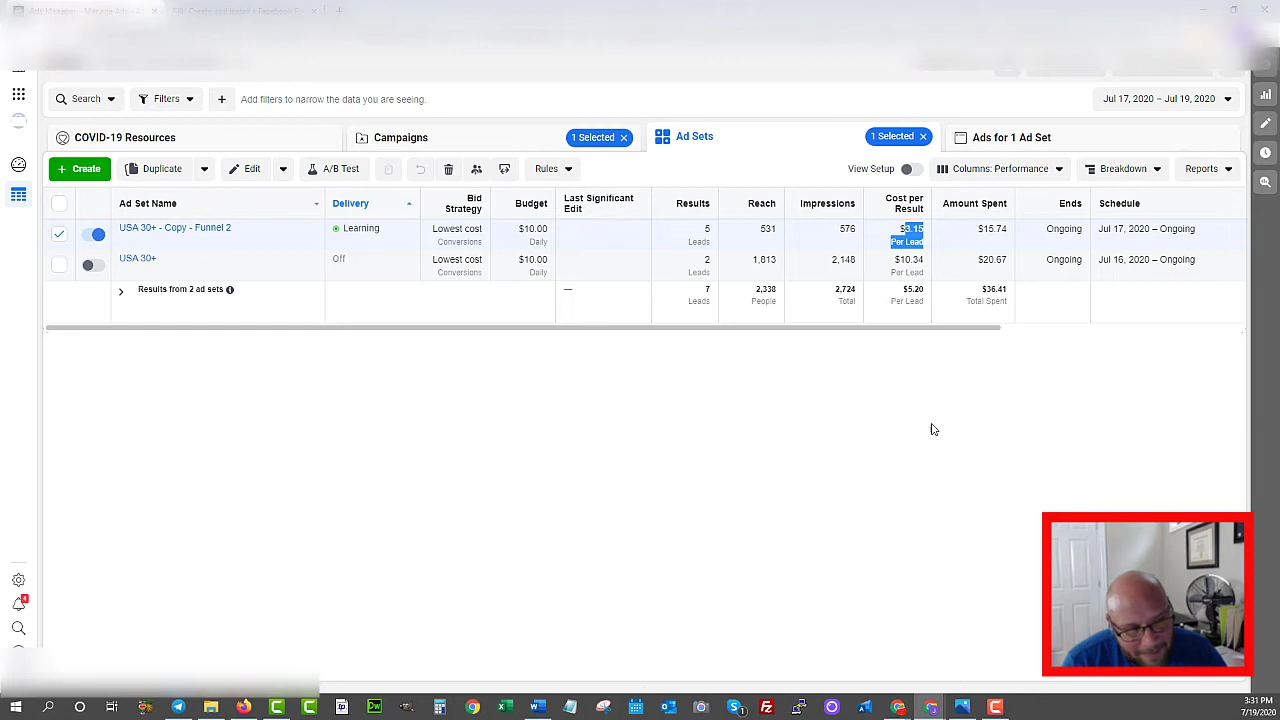 Search
Filters
Add filters to narrow the data you are seeing.
Jul 17, 2020 – Jul 19, 2020
COVID-19 Resources
Campaigns
1 Selected ×
Ad Sets
1 Selected ×
Ads for 1 Ad Set
+ Create
Duplicate
Edit
A/B Test
Rules
View Setup
Columns: Performance
Breakdown
Reports
Ad Set Name
Delivery
Bid Strategy
Budget
Last Significant Edit
Results
Reach
Impressions
Cost per Result
Amount Spent
Ends
Schedule
USA 30+ - Copy - Funnel 2
Learning
Lowest cost
Conversions
$10.00
Daily
5
Leads
531
576
$3.15
Per Lead
$15.74
Ongoing
Jul 17, 2020 – Ongoing
USA 30+
Off
Lowest cost
Conversions
$10.00
Daily
2
Leads
1,813
2,148
$10.34
Per Lead
$20.67
Ongoing
Jul 16, 2020 – Ongoing
Results from 2 ad sets
—
7
Leads
2,338
People
2,724
Total
$5.20
Per Lead
$36.41
Total Spent
4
3:31 PM
7/19/2020